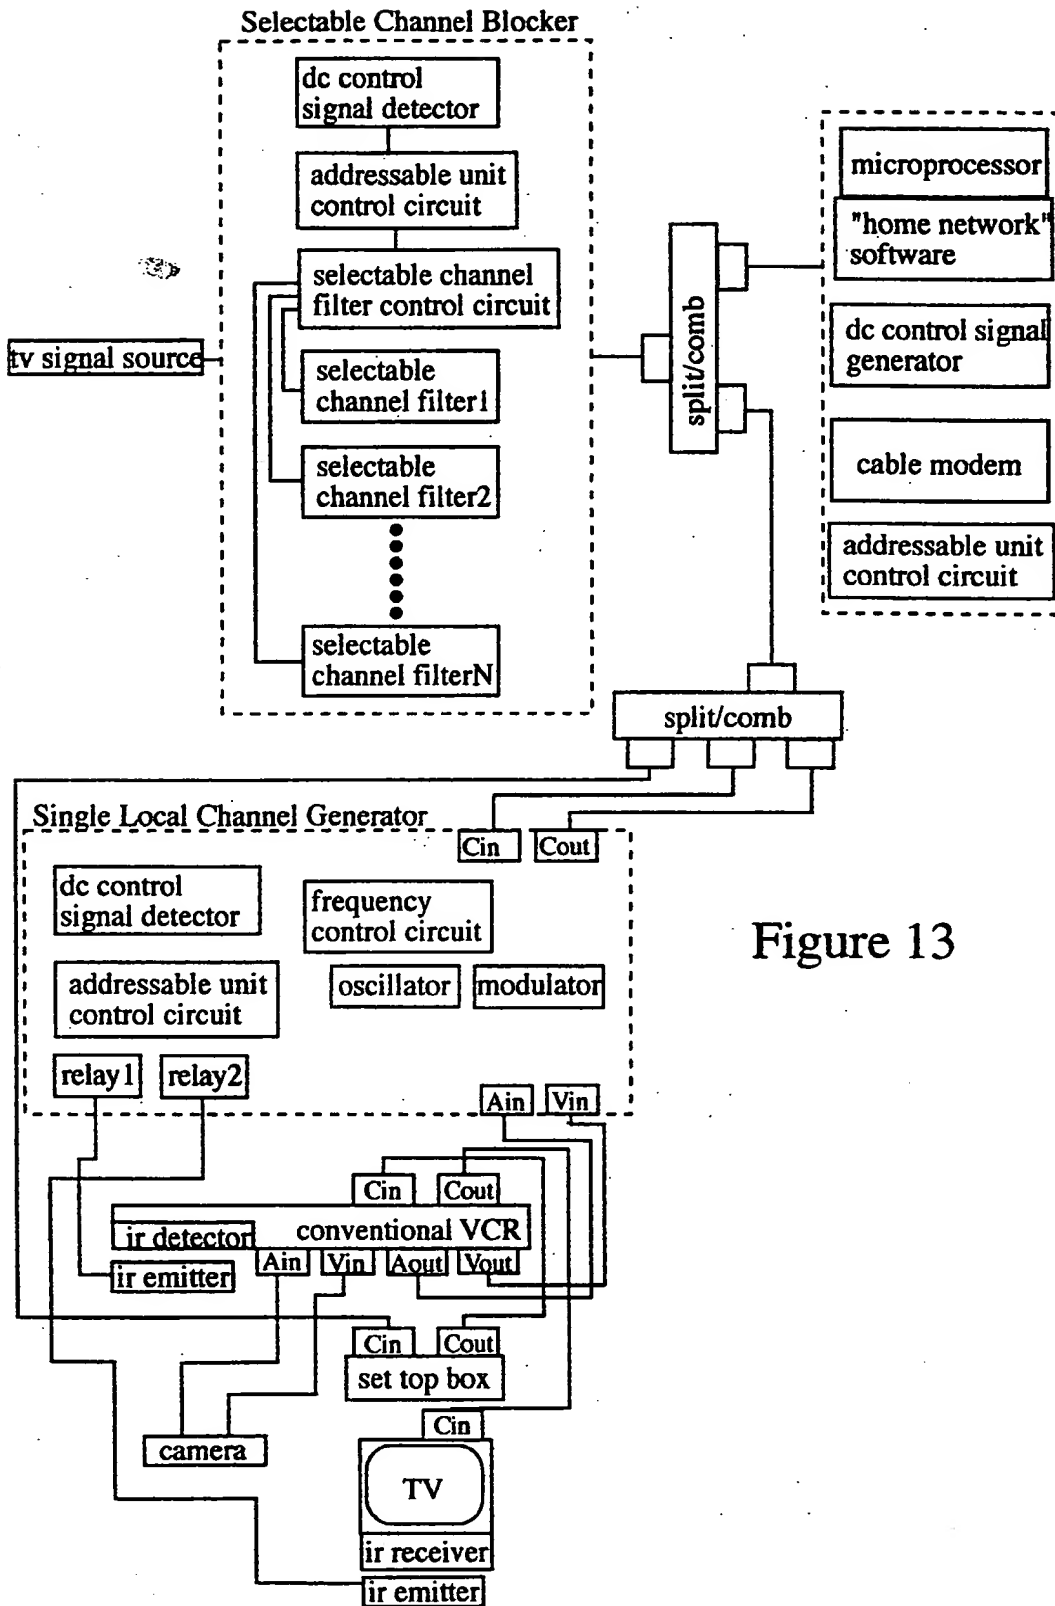 Selectable Channel Blocker
dc control
signal detector
addressable unit
control circuit
selectable channel
filter control circuit
tv signal source
selectable
channel filter1
selectable
channel filter2
selectable
channel filterN
split/comb
microprocessor
"home network"
software
dc control signal
generator
cable modem
addressable unit
control circuit
split/comb
Single Local Channel Generator
Cin
Cout
dc control
signal detector
frequency
control circuit
addressable unit
control circuit
oscillator
modulator
relay1
relay2
Ain
Vin
Figure 13
Cin
Cout
conventional VCR
ir detector
Ain
Vin
Aout
Vout
ir emitter
Cin
Cout
set top box
camera
Cin
TV
ir receiver
ir emitter